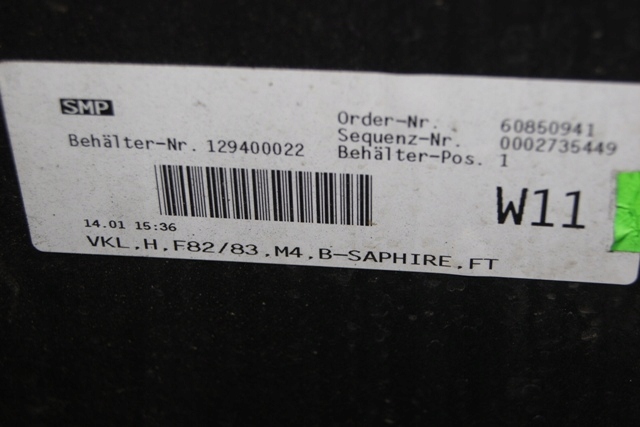 SMP
Order-Nr. 60850941
Sequenz-Nr. 0002735449
Behälter-Nr. 129400022 Behälter-Pos. 1
W11
14.01 15:36
VKL,H,F82/83,M4,B-SAPHIRE,FT